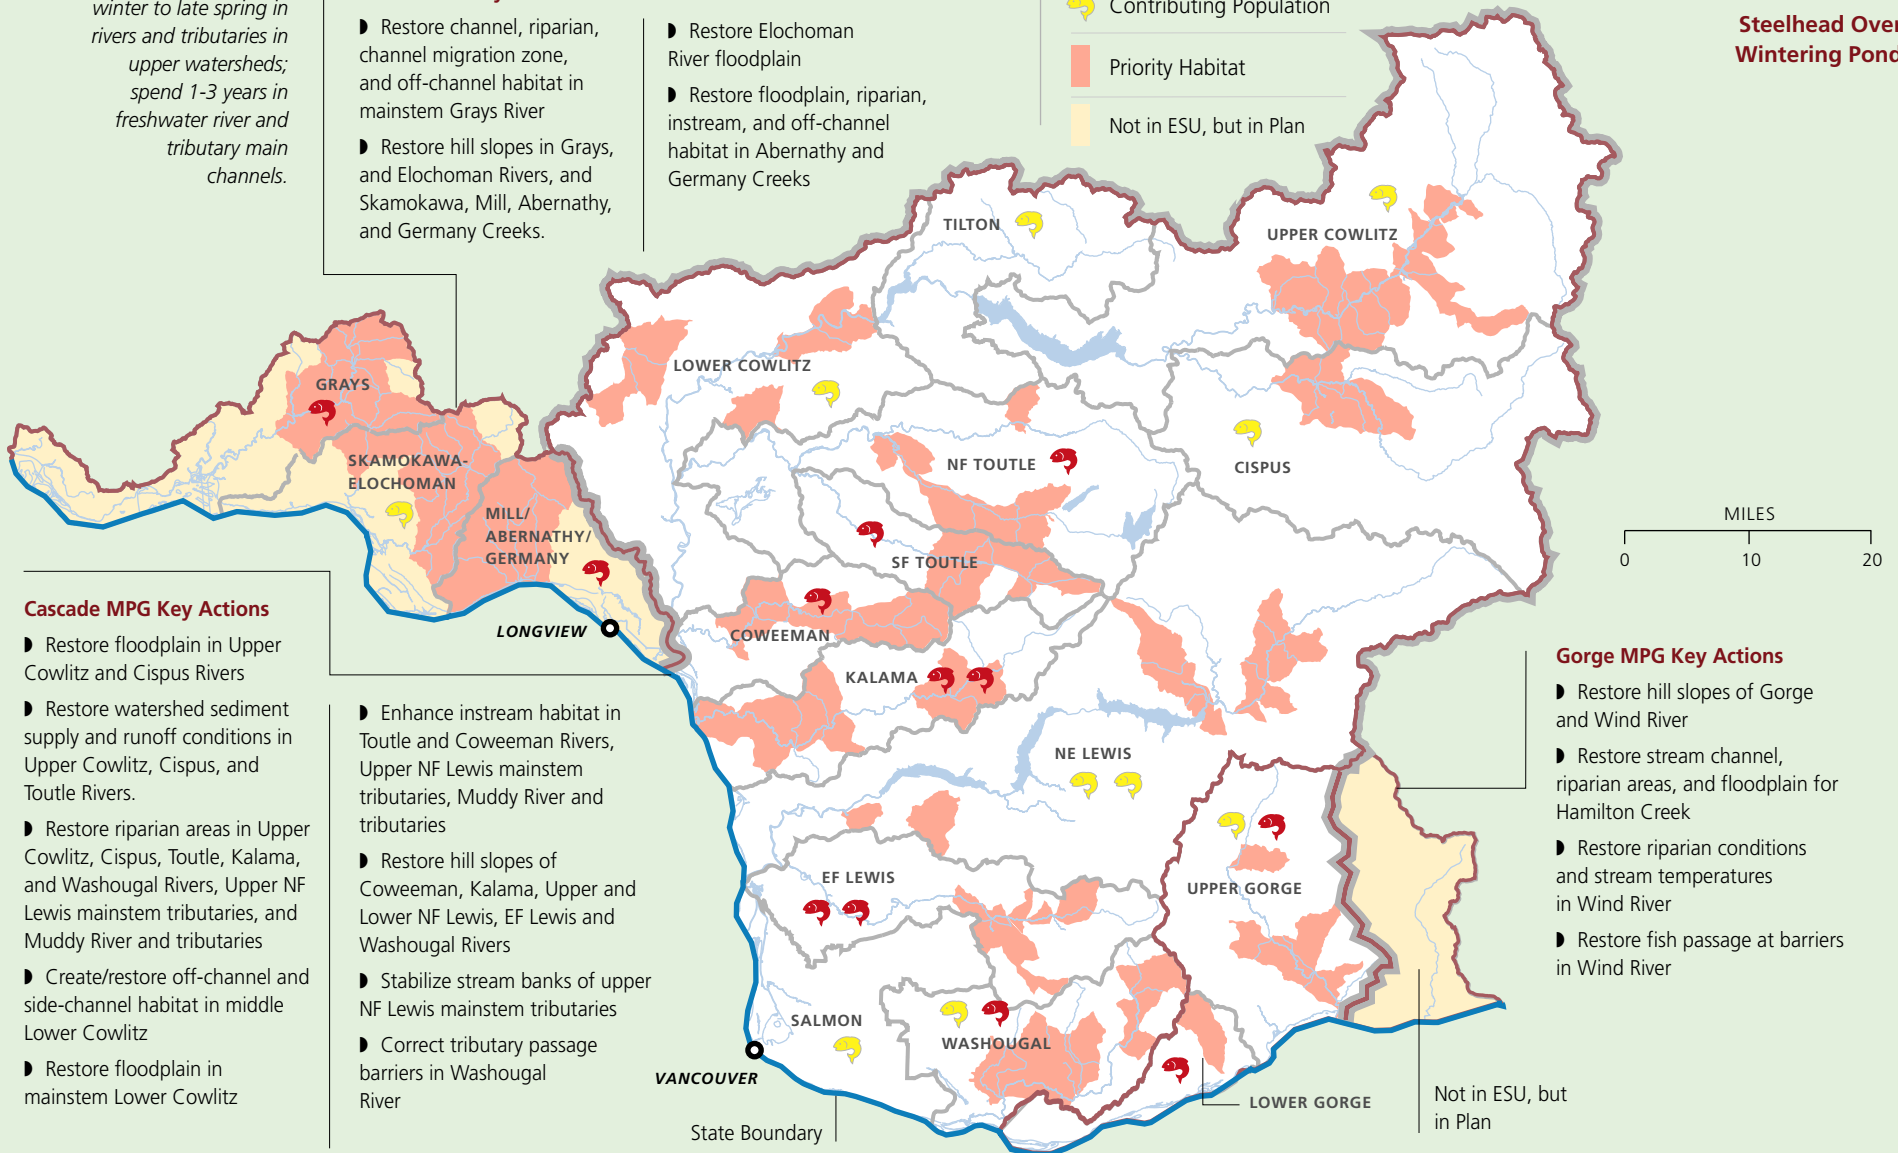 winter to late spring in
rivers and tributaries in
upper watersheds;
spend 1-3 years in
freshwater river and
tributary main
channels.
◗ Restore channel, riparian,
channel migration zone,
and off-channel habitat in
mainstem Grays River
◗ Restore hill slopes in Grays,
and Elochoman Rivers, and
Skamokawa, Mill, Abernathy,
and Germany Creeks.
◗ Restore Elochoman
River floodplain
◗ Restore floodplain, riparian,
instream, and off-channel
habitat in Abernathy and
Germany Creeks
Contributing Population
Priority Habitat
Not in ESU, but in Plan
Steelhead Over
Wintering Pond
TILTON
UPPER COWLITZ
LOWER COWLITZ
GRAYS
SKAMOKAWA-
ELOCHOMAN
MILL/
ABERNATHY/
GERMANY
NF TOUTLE
CISPUS
SF TOUTLE
COWEEMAN
KALAMA
NE LEWIS
EF LEWIS
UPPER GORGE
SALMON
WASHOUGAL
LOWER GORGE
LONGVIEW
VANCOUVER
State Boundary
Not in ESU, but
in Plan
MILES
0 10 20
Cascade MPG Key Actions
◗ Restore floodplain in Upper
Cowlitz and Cispus Rivers
◗ Restore watershed sediment
supply and runoff conditions in
Upper Cowlitz, Cispus, and
Toutle Rivers.
◗ Restore riparian areas in Upper
Cowlitz, Cispus, Toutle, Kalama,
and Washougal Rivers, Upper NF
Lewis mainstem tributaries, and
Muddy River and tributaries
◗ Create/restore off-channel and
side-channel habitat in middle
Lower Cowlitz
◗ Restore floodplain in
mainstem Lower Cowlitz
◗ Enhance instream habitat in
Toutle and Coweeman Rivers,
Upper NF Lewis mainstem
tributaries, Muddy River and
tributaries
◗ Restore hill slopes of
Coweeman, Kalama, Upper and
Lower NF Lewis, EF Lewis and
Washougal Rivers
◗ Stabilize stream banks of upper
NF Lewis mainstem tributaries
◗ Correct tributary passage
barriers in Washougal
River
Gorge MPG Key Actions
◗ Restore hill slopes of Gorge
and Wind River
◗ Restore stream channel,
riparian areas, and floodplain for
Hamilton Creek
◗ Restore riparian conditions
and stream temperatures
in Wind River
◗ Restore fish passage at barriers
in Wind River